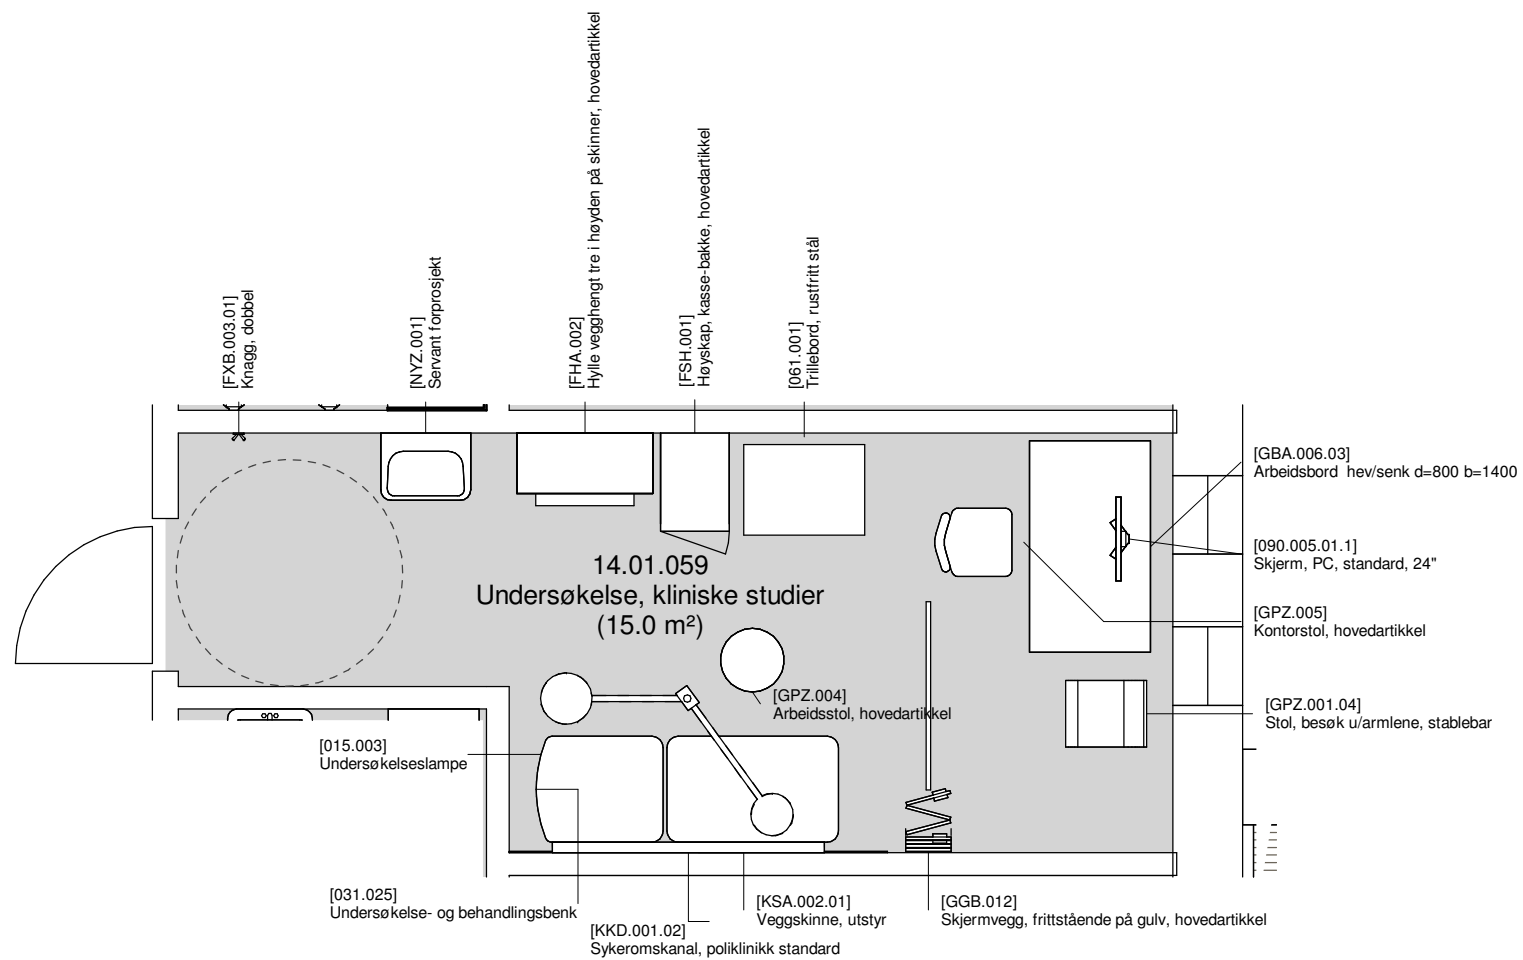 [FXB.003.01]
Knagg, dobbel
[NYZ.001]
Servant forprosjekt
[FHA.002]
Hylle vegghengt tre i høyden på skinner, hovedartikkel
[FSH.001]
Høyskap, kasse-bakke, hovedartikkel
[061.001]
Trillebord, rustfritt stål
[GBA.006.03]
Arbeidsbord  hev/senk d=800 b=1400
[090.005.01.1]
Skjerm, PC, standard, 24"
[GPZ.005]
Kontorstol, hovedartikkel
14.01.059
Undersøkelse, kliniske studier
(15.0 m²)
[GPZ.004]
Arbeidsstol, hovedartikkel
[GPZ.001.04]
Stol, besøk u/armlene, stablebar
[015.003]
Undersøkelseslampe
[031.025]
Undersøkelse- og behandlingsbenk
[KKD.001.02]
Sykeromskanal, poliklinikk standard
[KSA.002.01]
Veggskinne, utstyr
[GGB.012]
Skjermvegg, frittstående på gulv, hovedartikkel